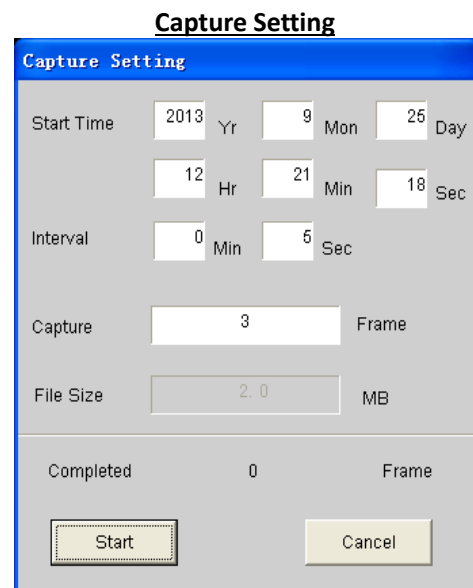 Capture Setting
Capture Setting
Start Time 2013 Yr 9 Mon 25 Day
12 Hr 21 Min 18 Sec
Interval 0 Min 5 Sec
Capture 3 Frame
File Size 2.0 MB
Completed 0 Frame
Start Cancel